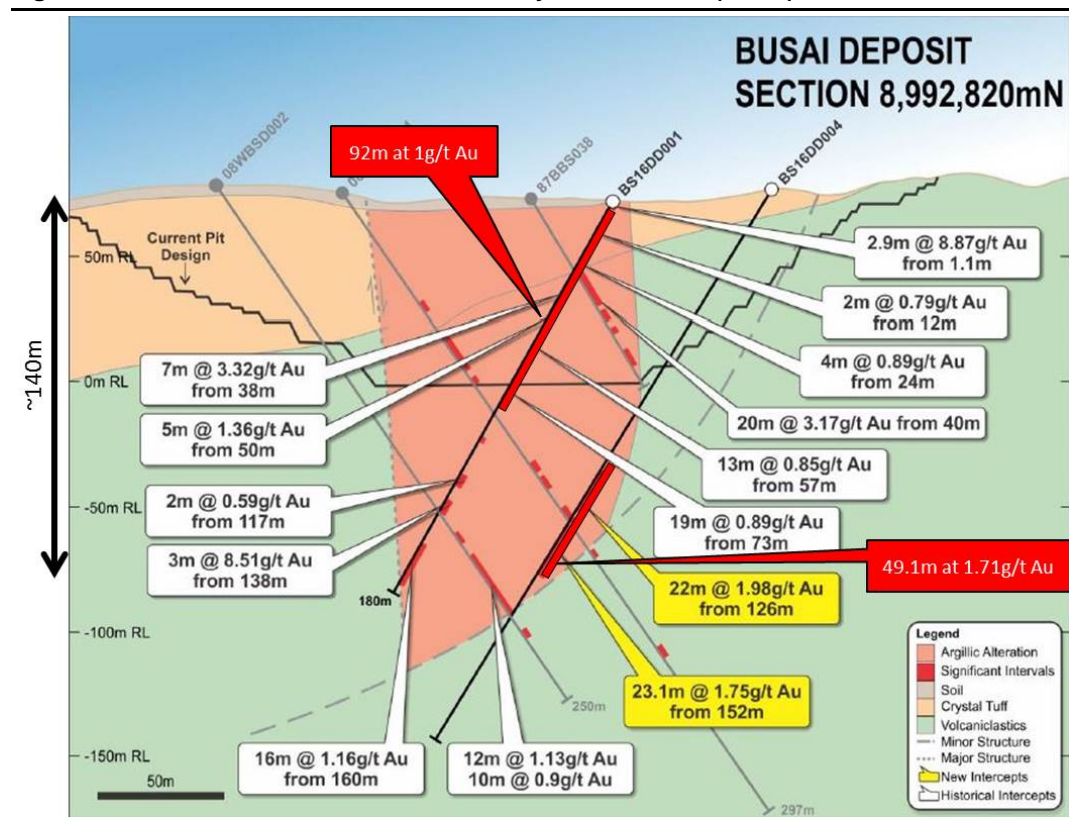 BUSAI DEPOSIT
SECTION 8,992,820mN
08WBSD002
87BBS038
BS16DD001
BS16DD004
92m at 1g/t Au
Current Pit
Design
50m RL
0m RL
-50m RL
-100m RL
-150m RL
~140m
2.9m @ 8.87g/t Au
from 1.1m
2m @ 0.79g/t Au
from 12m
4m @ 0.89g/t Au
from 24m
20m @ 3.17g/t Au from 40m
13m @ 0.85g/t Au
from 57m
19m @ 0.89g/t Au
from 73m
49.1m at 1.71g/t Au
22m @ 1.98g/t Au
from 126m
23.1m @ 1.75g/t Au
from 152m
7m @ 3.32g/t Au
from 38m
5m @ 1.36g/t Au
from 50m
2m @ 0.59g/t Au
from 117m
3m @ 8.51g/t Au
from 138m
180m
250m
297m
16m @ 1.16g/t Au
from 160m
12m @ 1.13g/t Au
10m @ 0.9g/t Au
50m
Legend
Argillic Alteration
Significant Intervals
Soil
Crystal Tuff
Volcaniclastics
Minor Structure
Major Structure
New Intercepts
Historical Intercepts